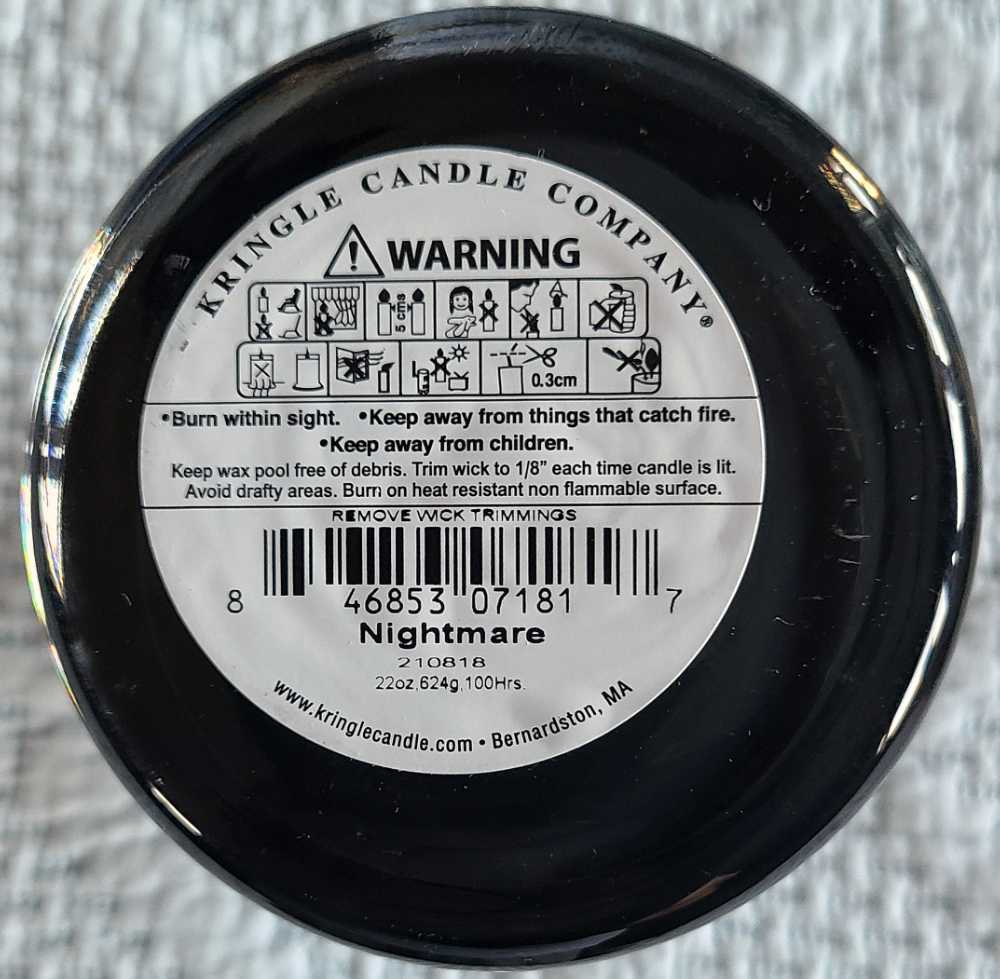 KRINGLE CANDLE COMPANY®
WARNING
5 cms
0.3cm
•Burn within sight. •Keep away from things that catch fire.
•Keep away from children.
Keep wax pool free of debris. Trim wick to 1/8” each time candle is lit.
Avoid drafty areas. Burn on heat resistant non flammable surface.
REMOVE WICK TRIMMINGS
8 46853 07181 7
Nightmare
210818
22oz,624g,100Hrs.
www.kringlecandle.com • Bernardston, MA